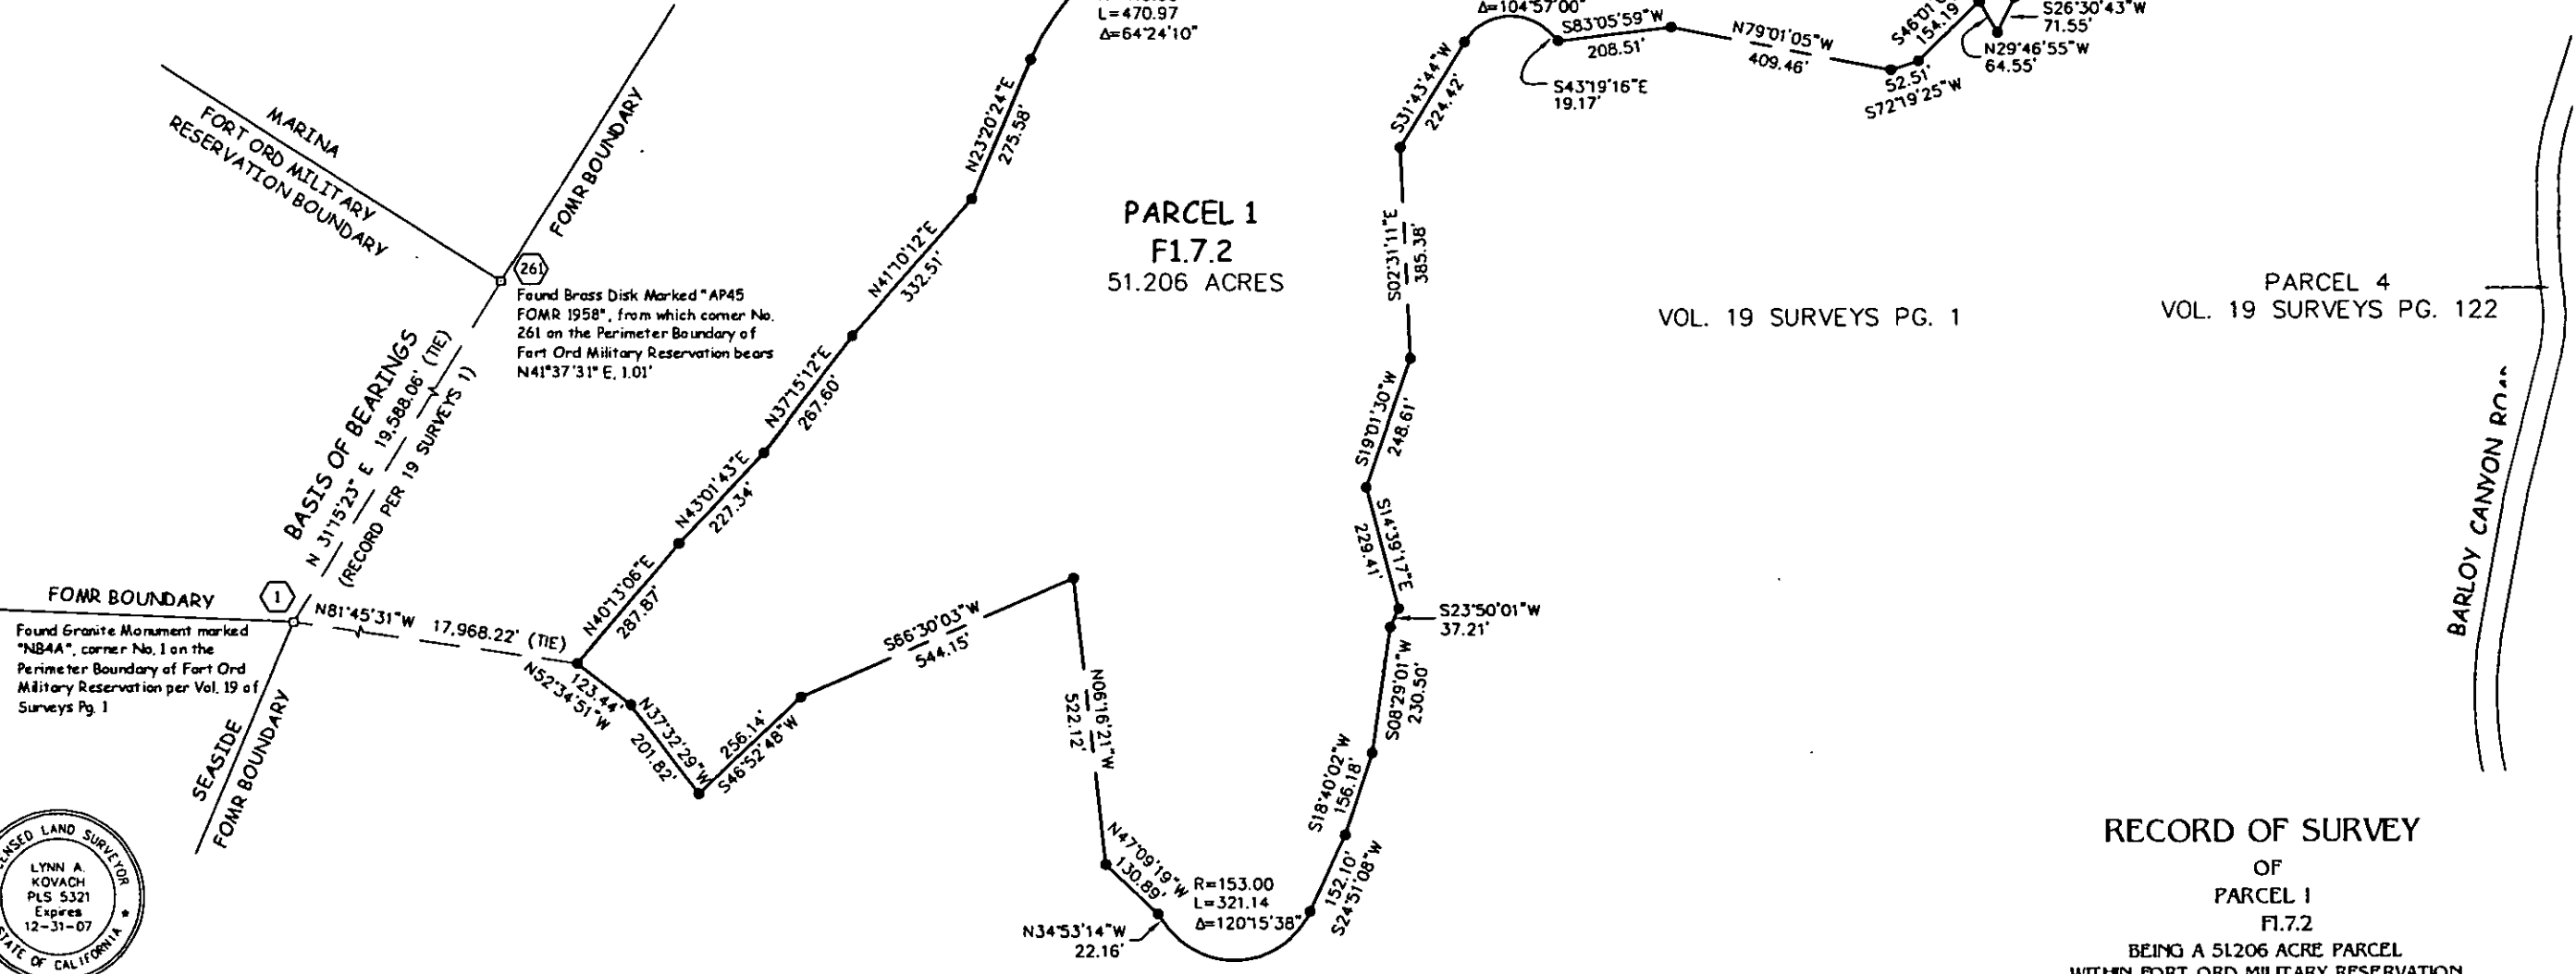 L=470.97
Δ=64°24'10"
Δ=104°57'00"
S83°05'59"W
208.51'
S43°19'16"E
19.17'
N79°01'05"W
409.46'
52.51'
S72°19'25"W
154.19'
S26°30'43"W
71.55'
N29°46'55"W
64.55'
MARINA
FORT ORD MILITARY
RESERVATION BOUNDARY
FOMR BOUNDARY
261
Found Brass Disk Marked "AP45
FOMR 1958", from which corner No.
261 on the Perimeter Boundary of
Fort Ord Military Reservation bears
N41°37'31" E, 1.01'
BASIS OF BEARINGS
N 31°15'23" E 19,588.06' (TIE)
(RECORD PER 19 SURVEYS 1)
N23°20'24"E
275.58'
N41°10'12"E
332.51'
N37°15'12"E
267.60'
N43°01'43"E
227.34'
N40°13'06"E
287.87'
PARCEL 1
F1.7.2
51.206 ACRES
S31°43'44"W
224.42'
S02°31'11"E
385.38'
S19°01'30"W
248.61'
S14°39'17"E
229.41'
S23°50'01"W
37.21'
S08°29'01"W
230.50'
S18°40'02"W
156.18'
152.10'
S24°51'08"W
VOL. 19 SURVEYS PG. 1
PARCEL 4
VOL. 19 SURVEYS PG. 122
BARLOY CANYON
FOMR BOUNDARY
1
N81°45'31"W 17,968.22' (TIE)
Found Granite Monument marked
"NB4A", corner No. 1 on the
Perimeter Boundary of Fort Ord
Military Reservation per Vol. 19 of
Surveys Pg. 1
SEASIDE
FOMR BOUNDARY
123.44'
N52°34'51"W
N37°32'29"W
201.82'
256.14'
S46°52'48"W
S66°30'03"W
544.15'
N06°16'21"W
522.12'
N47°09'19"W
130.89'
R=153.00
L=321.14
Δ=120°15'38"
N34°53'14"W
22.16'
LAND SURVEYOR
LYNN A.
KOVACH
PLS 5321
Expires
12-31-07
STATE OF CALIFORNIA
RECORD OF SURVEY
OF
PARCEL 1
F1.7.2
BEING A 51.206 ACRE PARCEL
WITHIN FORT ORD MILITARY RESERVATION